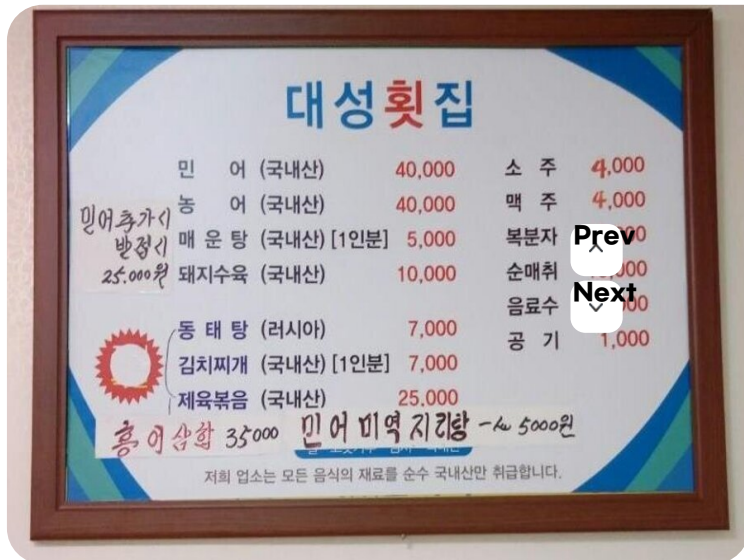 대성횟집
민 어 (국내산) 40,000
농 어 (국내산) 40,000
매 운 탕 (국내산) [1인분] 5,000
돼지수육 (국내산) 10,000
동 태 탕 (러시아) 7,000
김치찌개 (국내산) [1인분] 7,000
제육볶음 (국내산) 25,000
민어추가시
반접시
25.000원
소 주 4,000
맥 주 4,000
복분자
순매취
음료수
공 기 1,000
Prev
Next
홍어삼합 35000
민어미역지리탕 5000원
저희 업소는 모든 음식의 재료를 순수 국내산만 취급합니다.